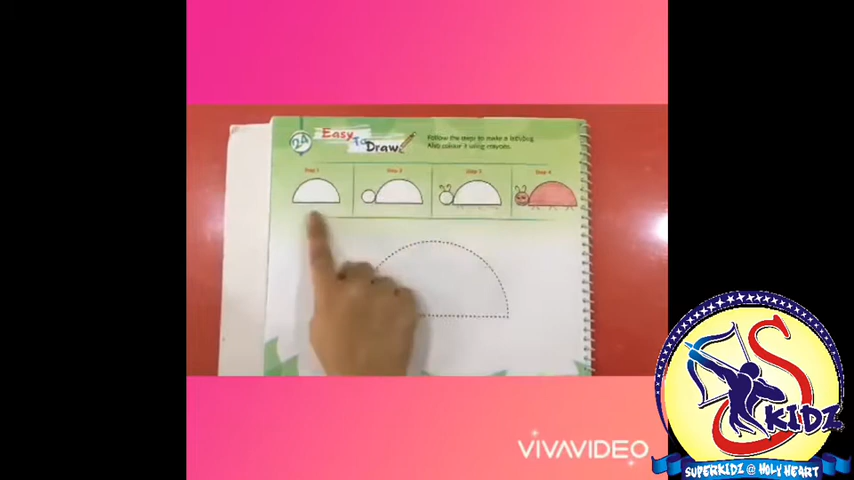 24
Easy
To
Draw
Follow the steps to make a ladybug.
Also colour it using crayons.
Step 1
Step 2
Step 3
Step 4
VIVAVIDEO
S
KIDZ
SUPERKIDZ @ HOLY HEART